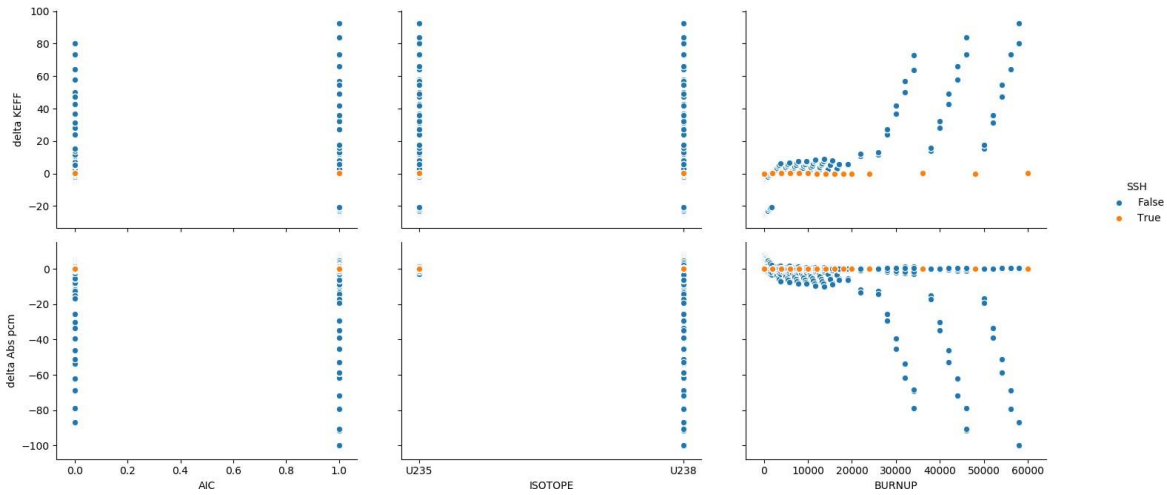 100
80
60
40
20
0
−20
delta KEFF
SSH
False
True
0
−20
−40
−60
−80
−100
delta Abs pcm
0.0 0.2 0.4 0.6 0.8 1.0
AIC
U235 U238
ISOTOPE
0 10000 20000 30000 40000 50000 60000
BURNUP